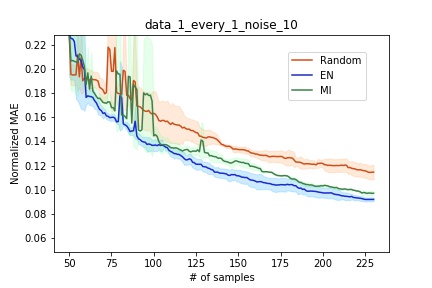 data_1_every_1_noise_10
Normalized MAE
0.22
0.20
0.18
0.16
0.14
0.12
0.10
0.08
0.06
Random
EN
MI
50 75 100 125 150 175 200 225
# of samples